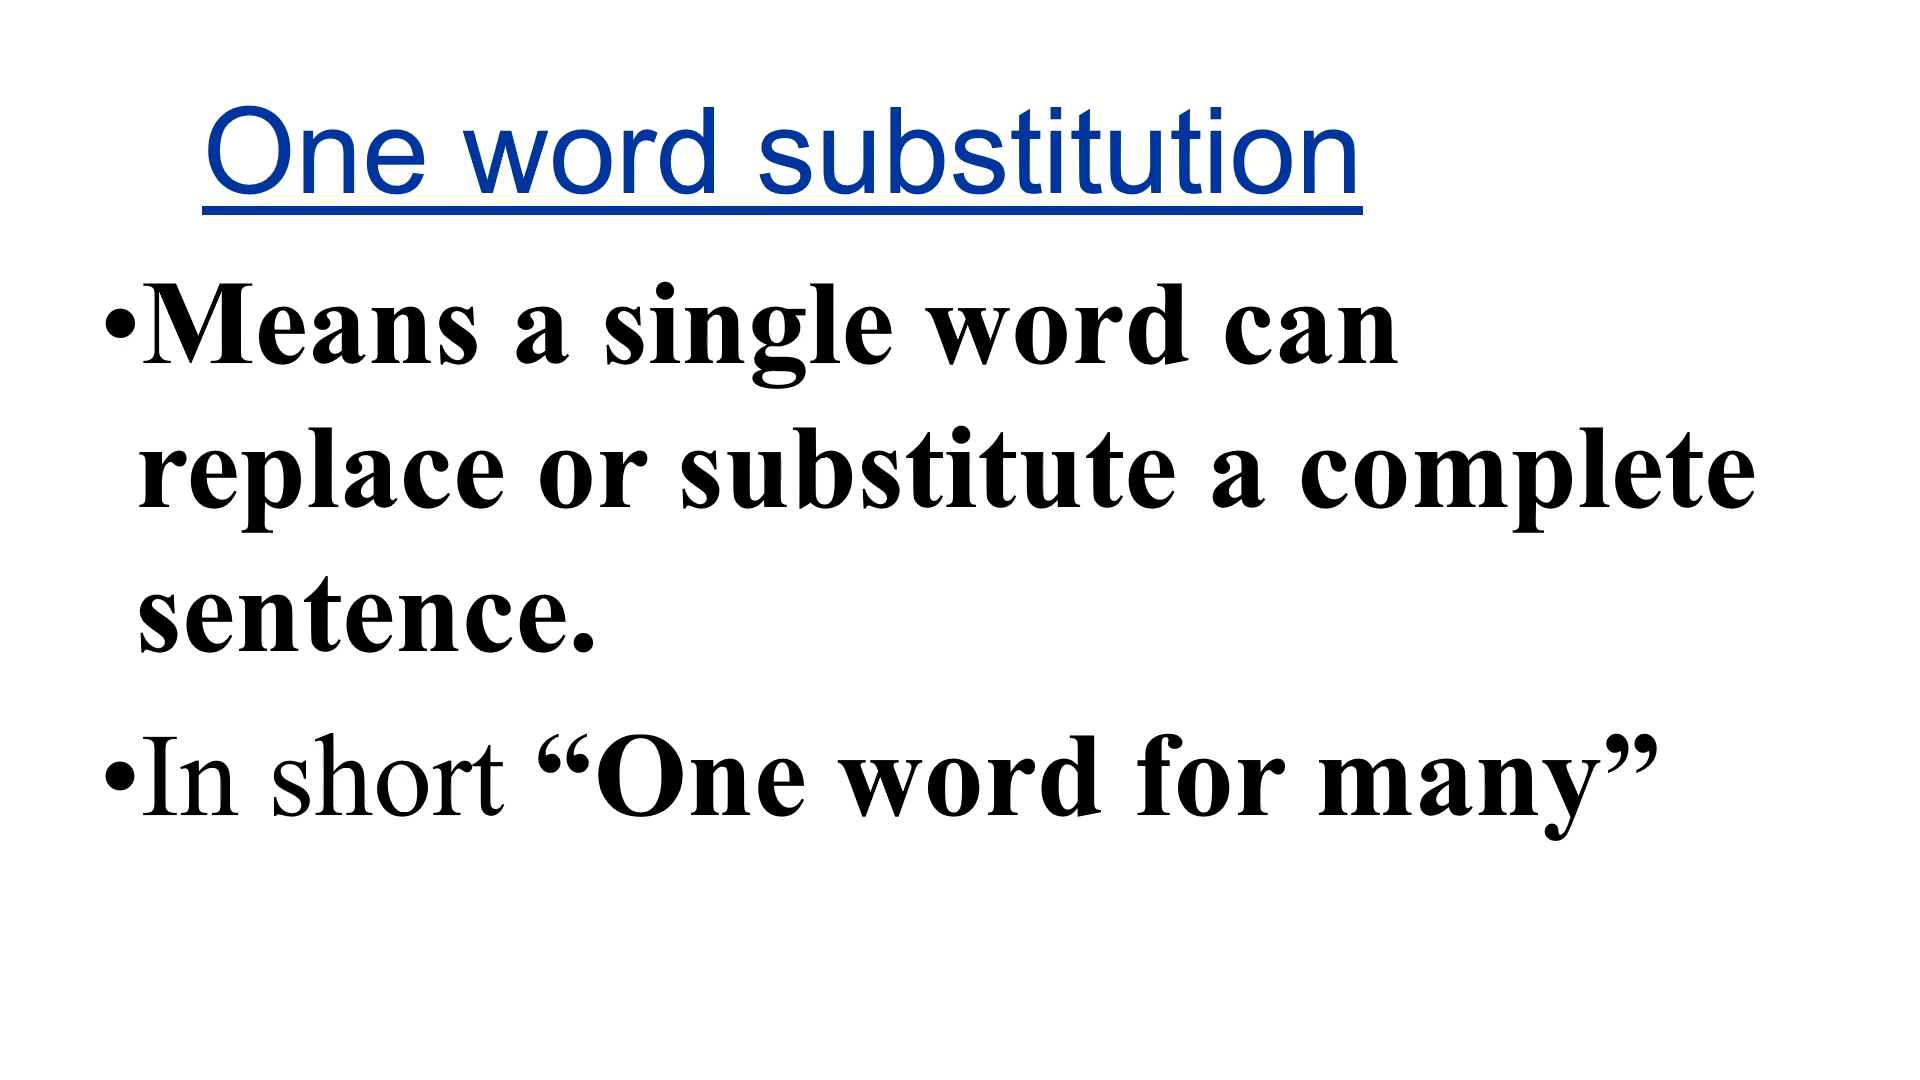 One word substitution
•Means a single word can
replace or substitute a complete
sentence.
•In short “One word for many”